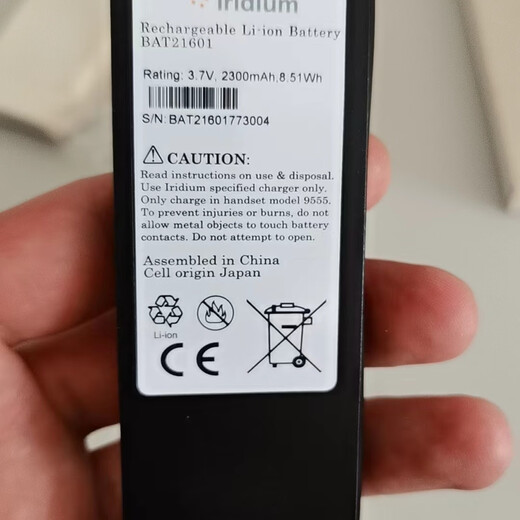 Iridium
Rechargeable Li-ion Battery
BAT21601
Rating: 3.7V, 2300mAh,8.51Wh
S/N: BAT21601773004
CAUTION:
Read instructions on use & disposal.
Use Iridium specified charger only.
Only charge in handset model 9555.
To prevent injuries or burns, do not
allow metal objects to touch battery
contacts. Do not attempt to open.
Assembled in China
Cell origin Japan
Li-ion
CE